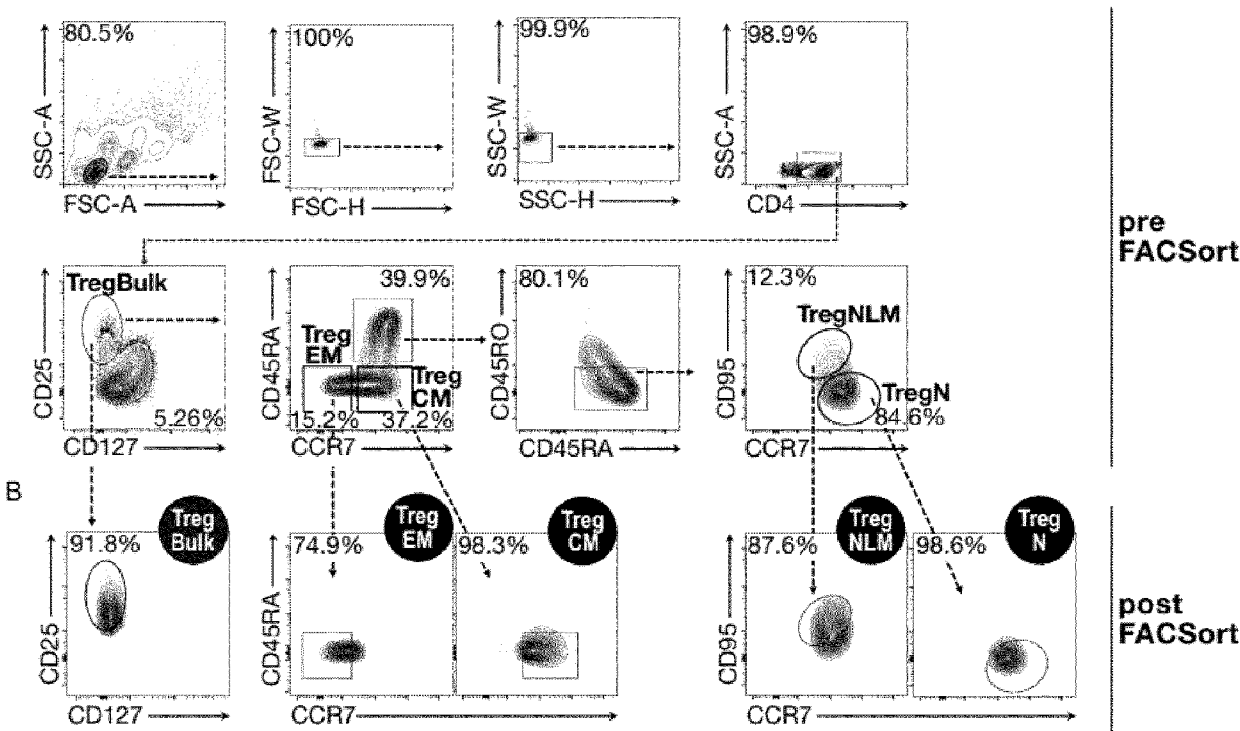 80.5%
100%
99.9%
98.9%
SSC-A
FSC-W
SSC-W
SSC-A
FSC-A
FSC-H
SSC-H
CD4
pre
FACSort
TregBulk
39.9%
80.1%
12.3%
Treg
EM
TregNLM
CD25
CD45RA
CD45RO
CD95
Treg
CM
TregN
5.26%
15.2%
37.2%
84.6%
CD127
CCR7
CD45RA
CCR7
B
Treg
Bulk
Treg
EM
Treg
CM
Treg
NLM
Treg
N
91.8%
74.9%
98.3%
87.6%
98.6%
CD25
CD45RA
CD95
post
FACSort
CD127
CCR7
CCR7